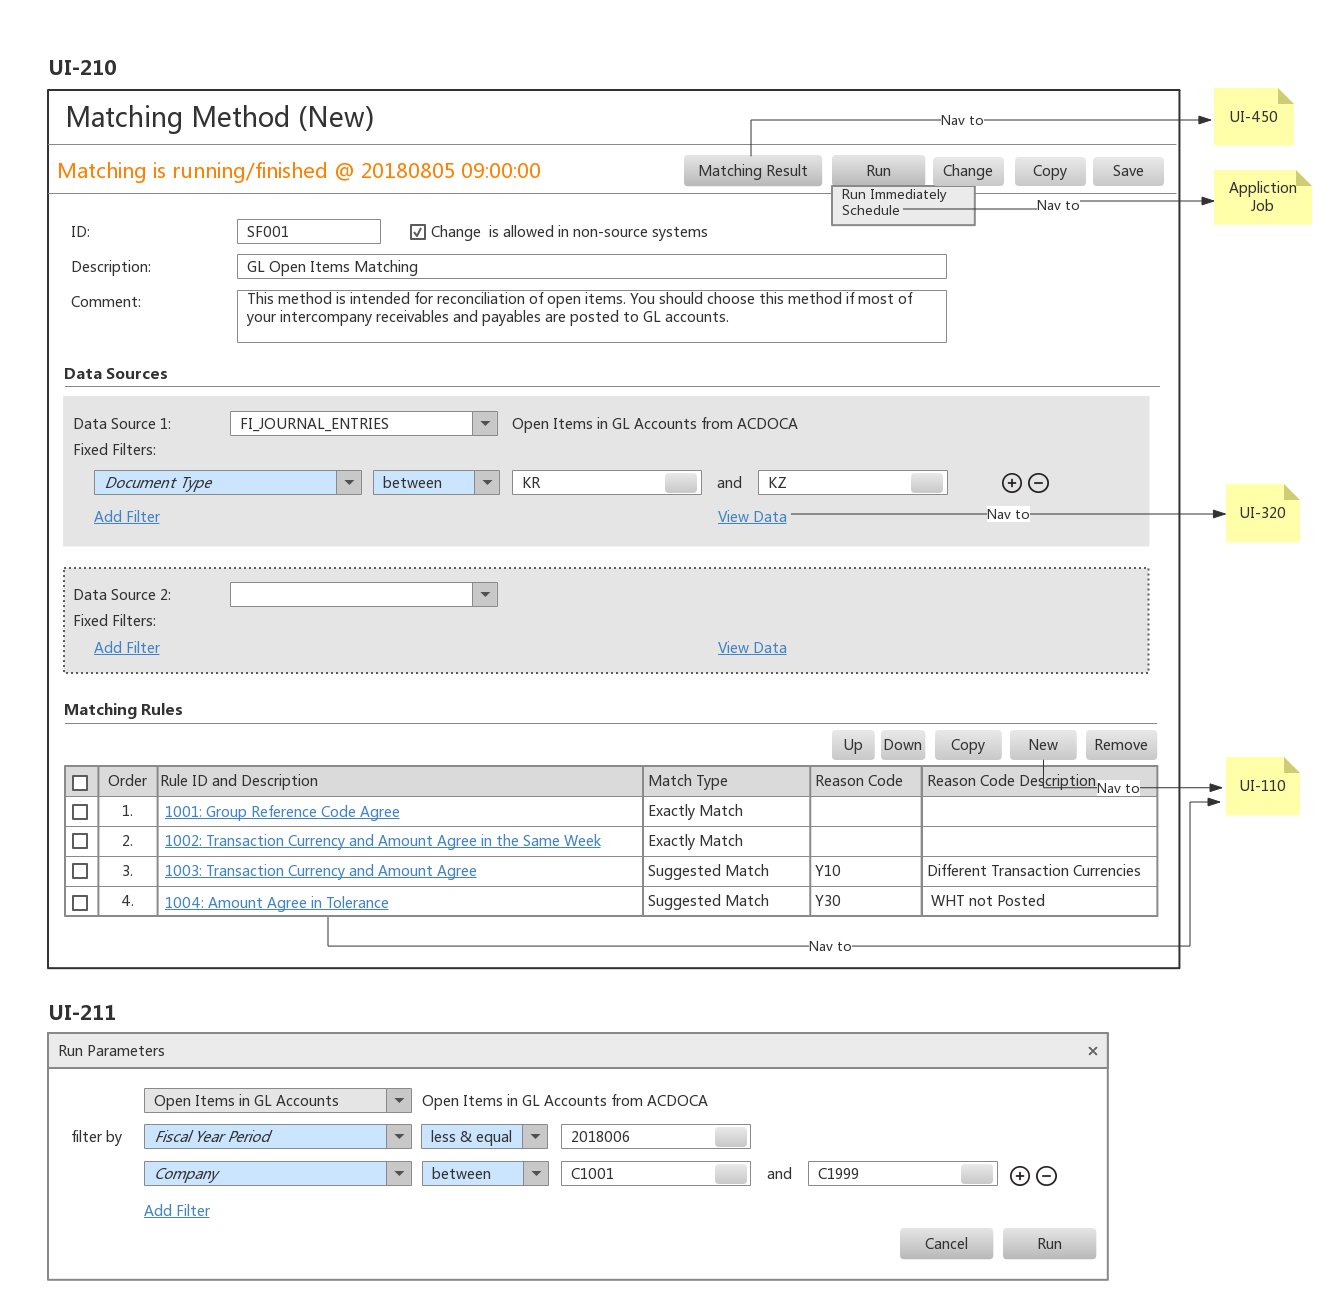 UI-210
Matching Method (New)
Nav to
UI-450
Matching is running/finished @ 20180805 09:00:00
Matching Result
Run
Change
Copy
Save
Run Immediately
Schedule
Nav to
Appliction
Job
ID:
SF001
Change is allowed in non-source systems
Description:
GL Open Items Matching
Comment:
This method is intended for reconciliation of open items. You should choose this method if most of
your intercompany receivables and payables are posted to GL accounts.
Data Sources
Data Source 1:
FI_JOURNAL_ENTRIES
Open Items in GL Accounts from ACDOCA
Fixed Filters:
Document Type
between
KR
and
KZ
Add Filter
View Data
Nav to
UI-320
Data Source 2:
Fixed Filters:
Add Filter
View Data
Matching Rules
Up
Down
Copy
New
Remove
Order
Rule ID and Description
Match Type
Reason Code
Reason Code Description
Nav to
UI-110
1.
1001: Group Reference Code Agree
Exactly Match
2.
1002: Transaction Currency and Amount Agree in the Same Week
Exactly Match
3.
1003: Transaction Currency and Amount Agree
Suggested Match
Y10
Different Transaction Currencies
4.
1004: Amount Agree in Tolerance
Suggested Match
Y30
WHT not Posted
Nav to
UI-211
Run Parameters
×
Open Items in GL Accounts
Open Items in GL Accounts from ACDOCA
filter by
Fiscal Year Period
less & equal
2018006
Company
between
C1001
and
C1999
Add Filter
Cancel
Run